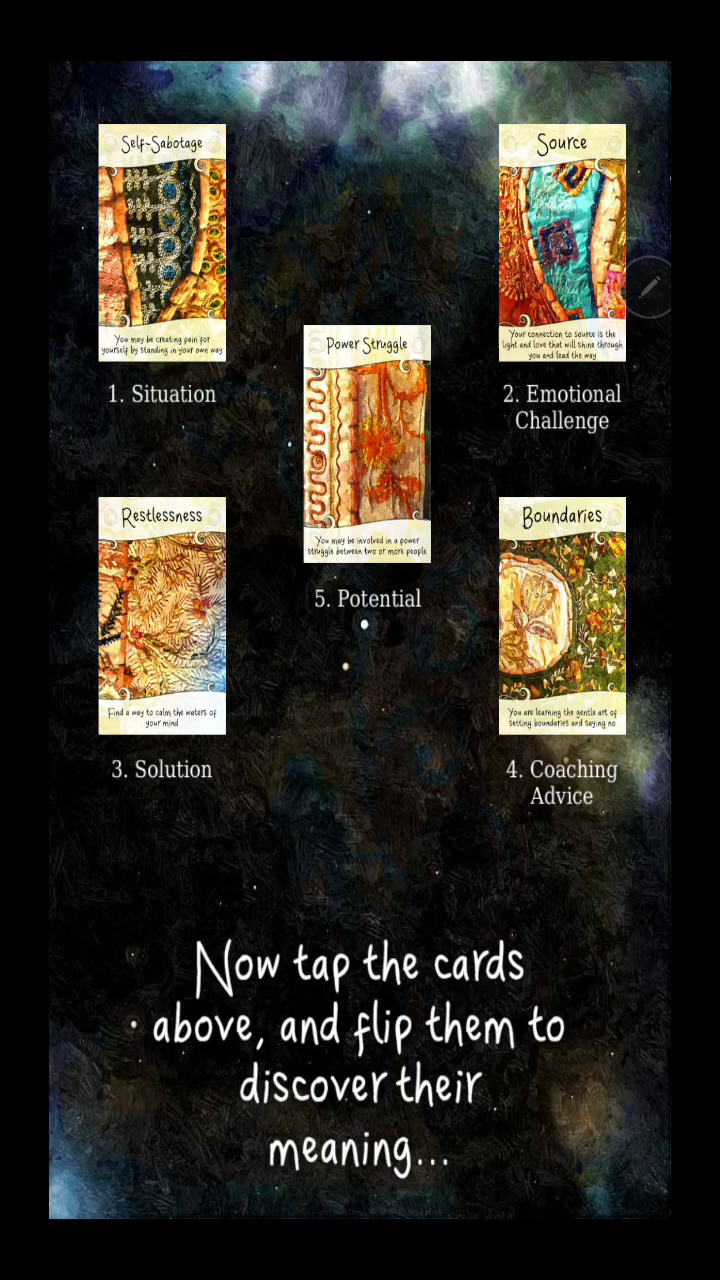 Self-Sabotage
You may be creating pain for
yourself by standing in your own way
1. Situation
Source
Your connection to source is the
light and love that will shine through
you and lead the way
2. Emotional
Challenge
Power Struggle
You may be involved in a power
struggle between two or more people
5. Potential
Restlessness
Find a way to calm the waters of
your mind
3. Solution
Boundaries
You are learning the gentle art of
setting boundaries and saying no
4. Coaching
Advice
Now tap the cards
above, and flip them to
discover their
meaning...